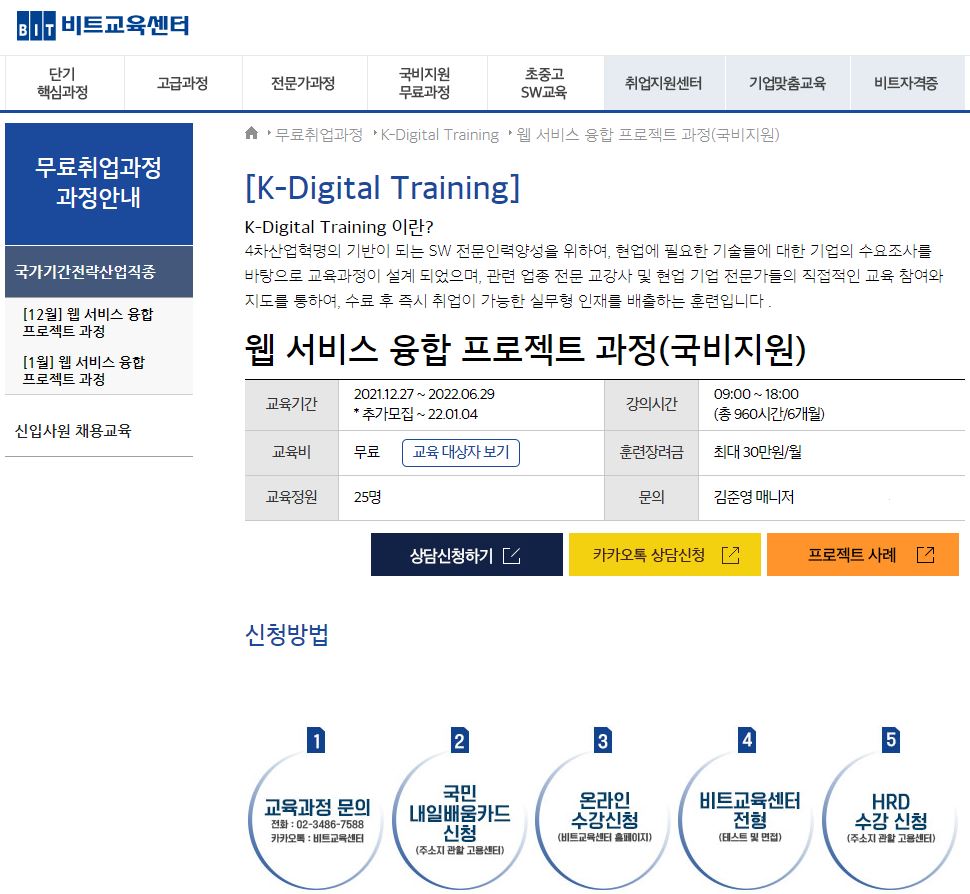 BIT 비트교육센터
단기
핵심과정
고급과정
전문가과정
국비지원
무료과정
초중고
SW교육
취업지원센터
기업맞춤교육
비트자격증
무료취업과정
과정안내
국가기간전략산업직종
[12월] 웹 서비스 융합
프로젝트 과정
[1월] 웹 서비스 융합
프로젝트 과정
신입사원 채용교육
무료취업과정 K-Digital Training 웹 서비스 융합 프로젝트 과정(국비지원)
[K-Digital Training]
K-Digital Training 이란?
4차산업혁명의 기반이 되는 SW 전문인력양성을 위하여, 현업에 필요한 기술들에 대한 기업의 수요조사를
바탕으로 교육과정이 설계 되었으며, 관련 업종 전문 교강사 및 현업 기업 전문가들의 직접적인 교육 참여와
지도를 통하여, 수료 후 즉시 취업이 가능한 실무형 인재를 배출하는 훈련입니다 .
웹 서비스 융합 프로젝트 과정(국비지원)
교육기간
2021.12.27 ~ 2022.06.29
* 추가모집 ~ 22.01.04
강의시간
09:00 ~ 18:00
(총 960시간/6개월)
교육비
무료 교육 대상자 보기
훈련장려금
최대 30만원/월
교육정원
25명
문의
김준영 매니저
상담신청하기
카카오톡 상담신청
프로젝트 사례
신청방법
1
교육과정 문의
전화 : 02-3486-7588
카카오톡 : 비트교육센터
2
국민
내일배움카드
신청
(주소지 관할 고용센터)
3
온라인
수강신청
(비트교육센터 홈페이지)
4
비트교육센터
전형
(테스트 및 면접)
5
HRD
수강 신청
(주소지 관할 고용센터)